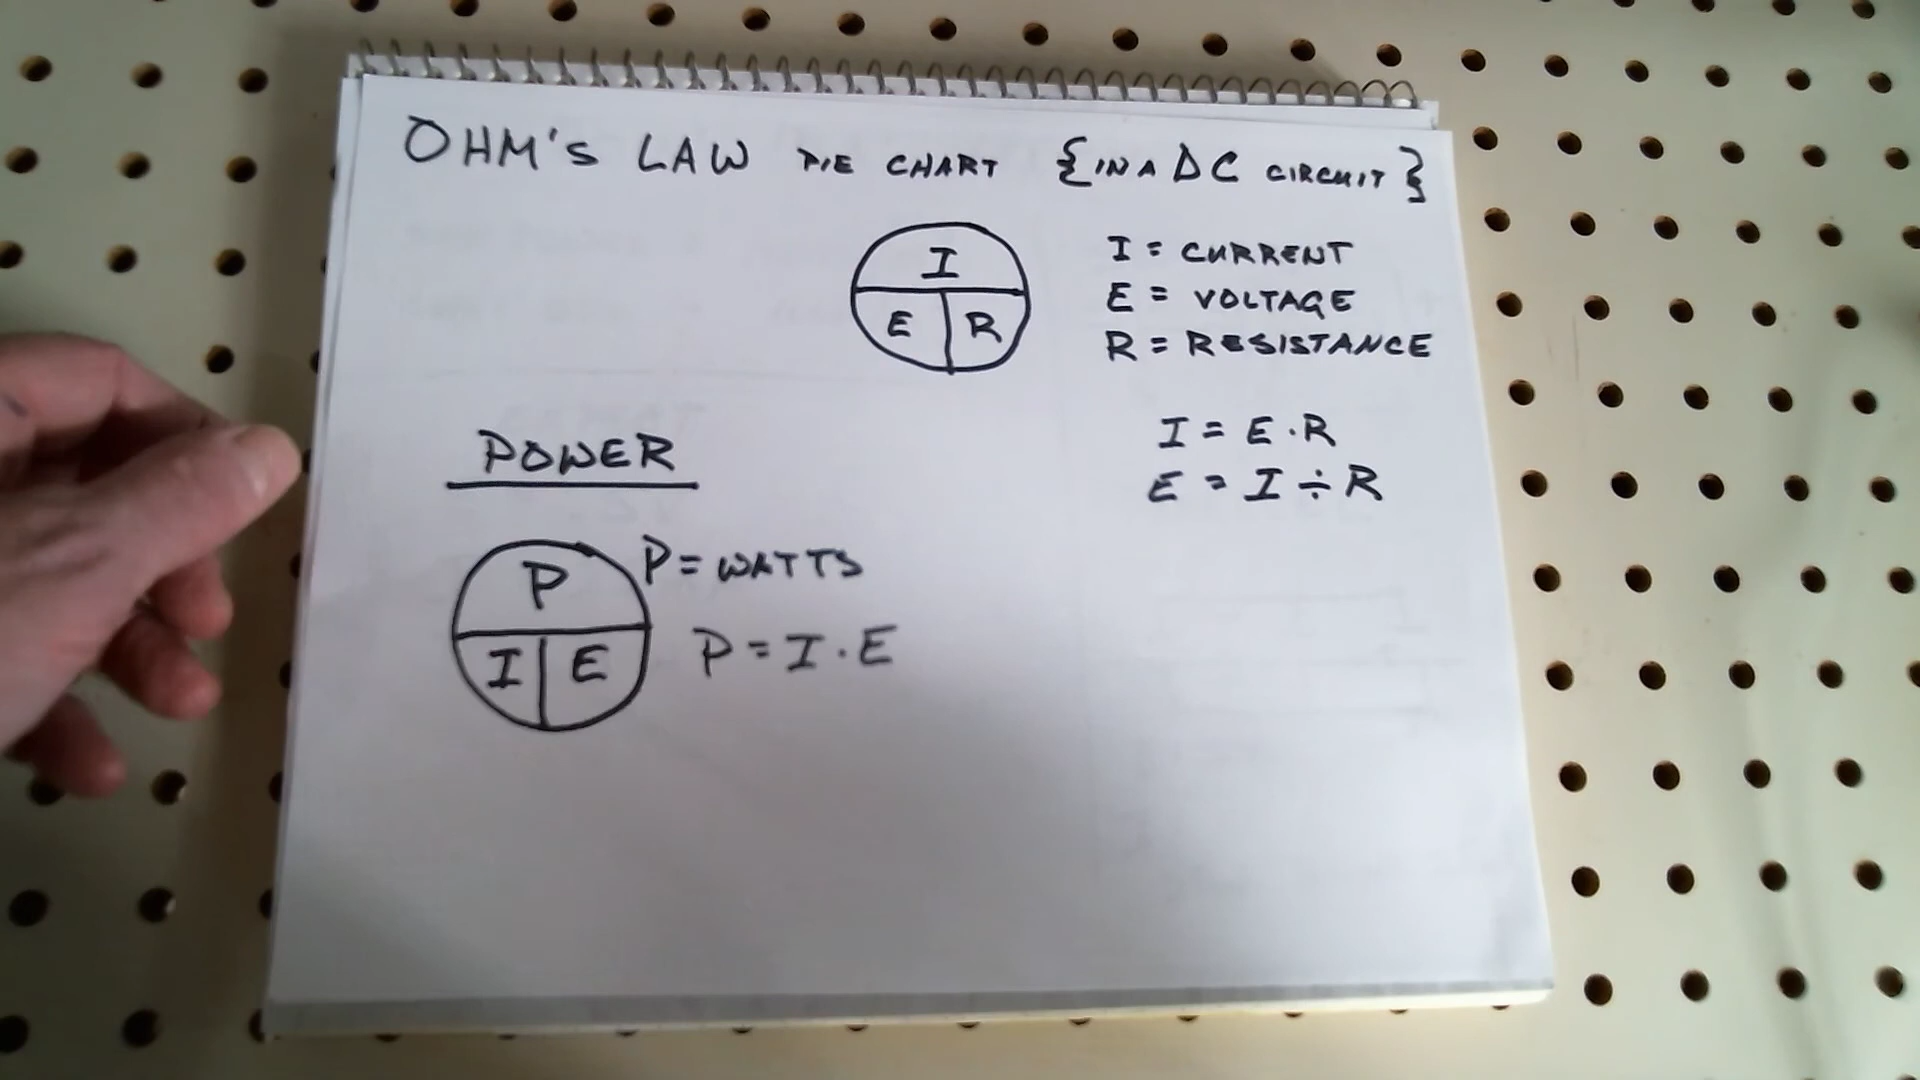 OHM'S LAW PIE CHART {IN A DC CIRCUIT}
I
E R
I = CURRENT
E = VOLTAGE
R = RESISTANCE
I = E · R
E = I ÷ R
POWER
P
I E
P = WATTS
P = I · E